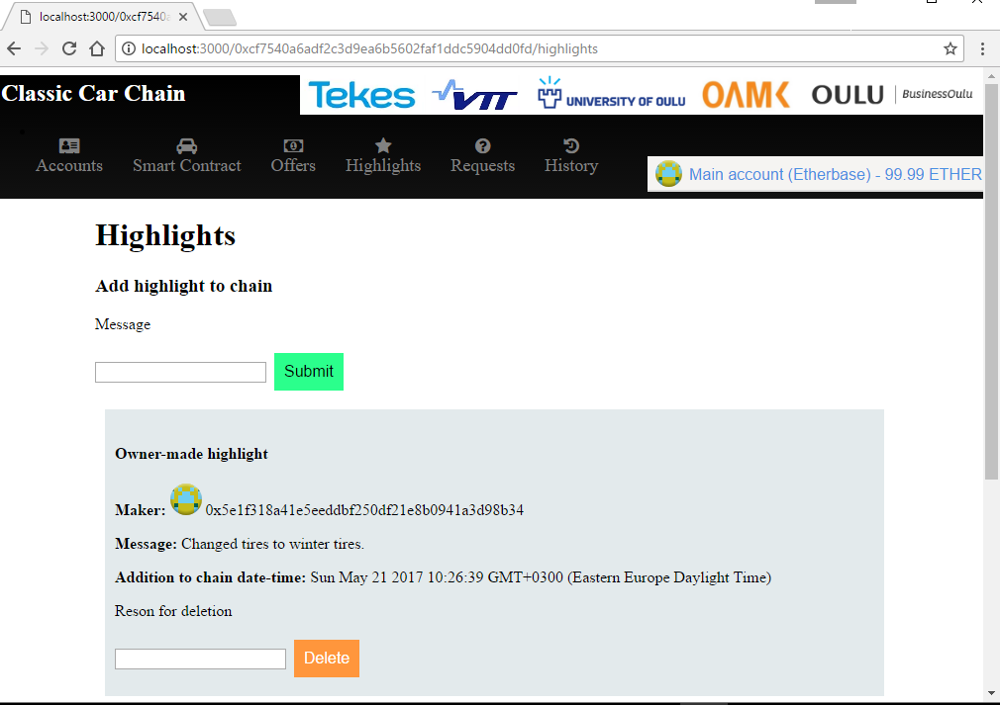 localhost:3000/0xcf7540a
localhost:3000/0xcf7540a6adf2c3d9ea6b5602faf1ddc5904dd0fd/highlights
Classic Car Chain
Tekes VTT UNIVERSITY OF OULU OAMK OULU BusinessOulu
Accounts Smart Contract Offers Highlights Requests History
Main account (Etherbase) - 99.99 ETHER
Highlights
Add highlight to chain
Message
Submit
Owner-made highlight
Maker: 0x5e1f318a41e5eeddbf250df21e8b0941a3d98b34
Message: Changed tires to winter tires.
Addition to chain date-time: Sun May 21 2017 10:26:39 GMT+0300 (Eastern Europe Daylight Time)
Reson for deletion
Delete